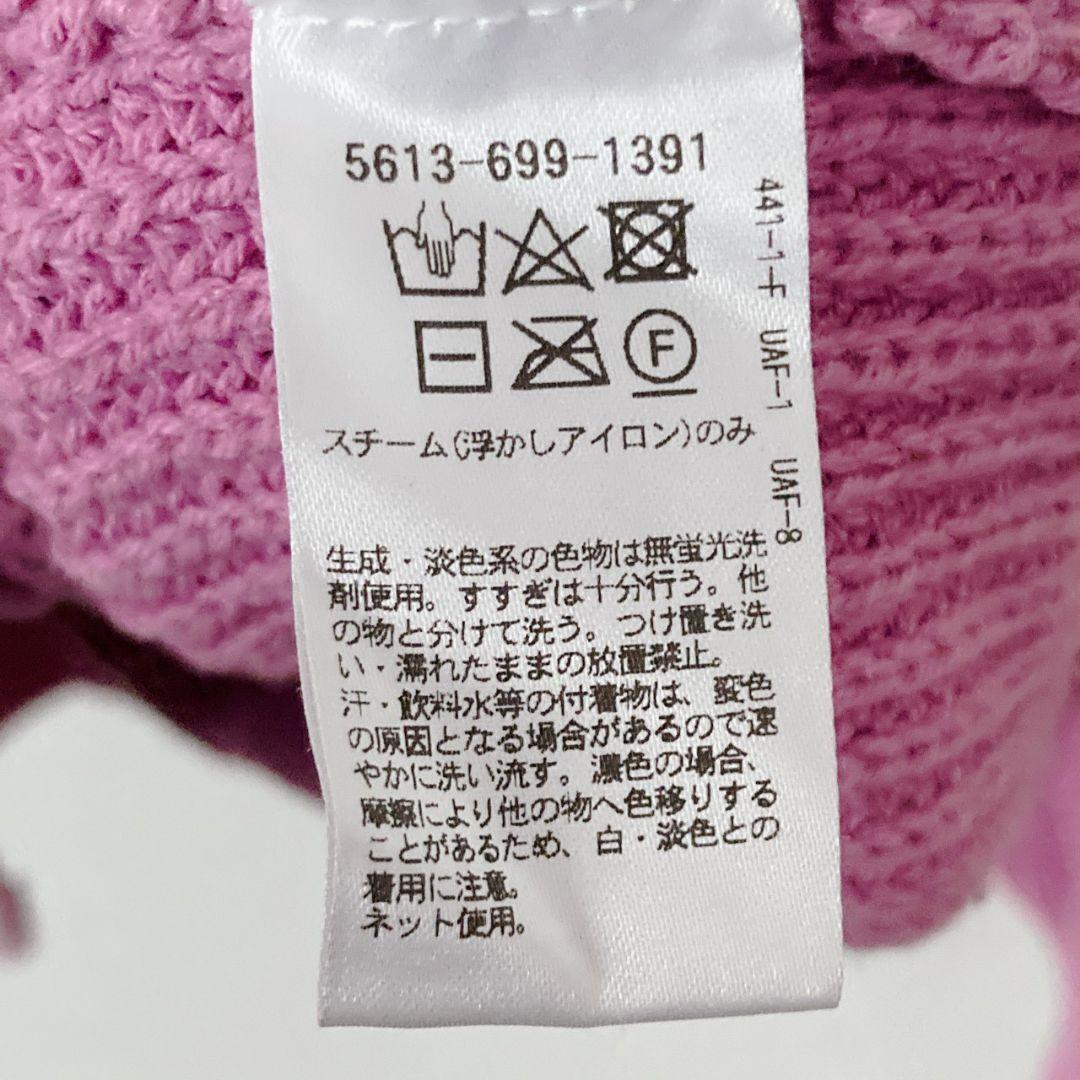 5613-699-1391
441-1-F UAF-1 UAF-8
F
スチーム(浮かしアイロン)のみ
生成・淡色系の色物は無蛍光洗
剤使用。すすぎは十分行う。他
の物と分けて洗う。つけ置き洗
い・濡れたままの放置禁止。
汗・飲料水等の付着物は、変色
の原因となる場合があるので速
やかに洗い流す。濃色の場合、
摩擦により他の物へ色移りする
ことがあるため、白・淡色との
着用に注意。
ネット使用。